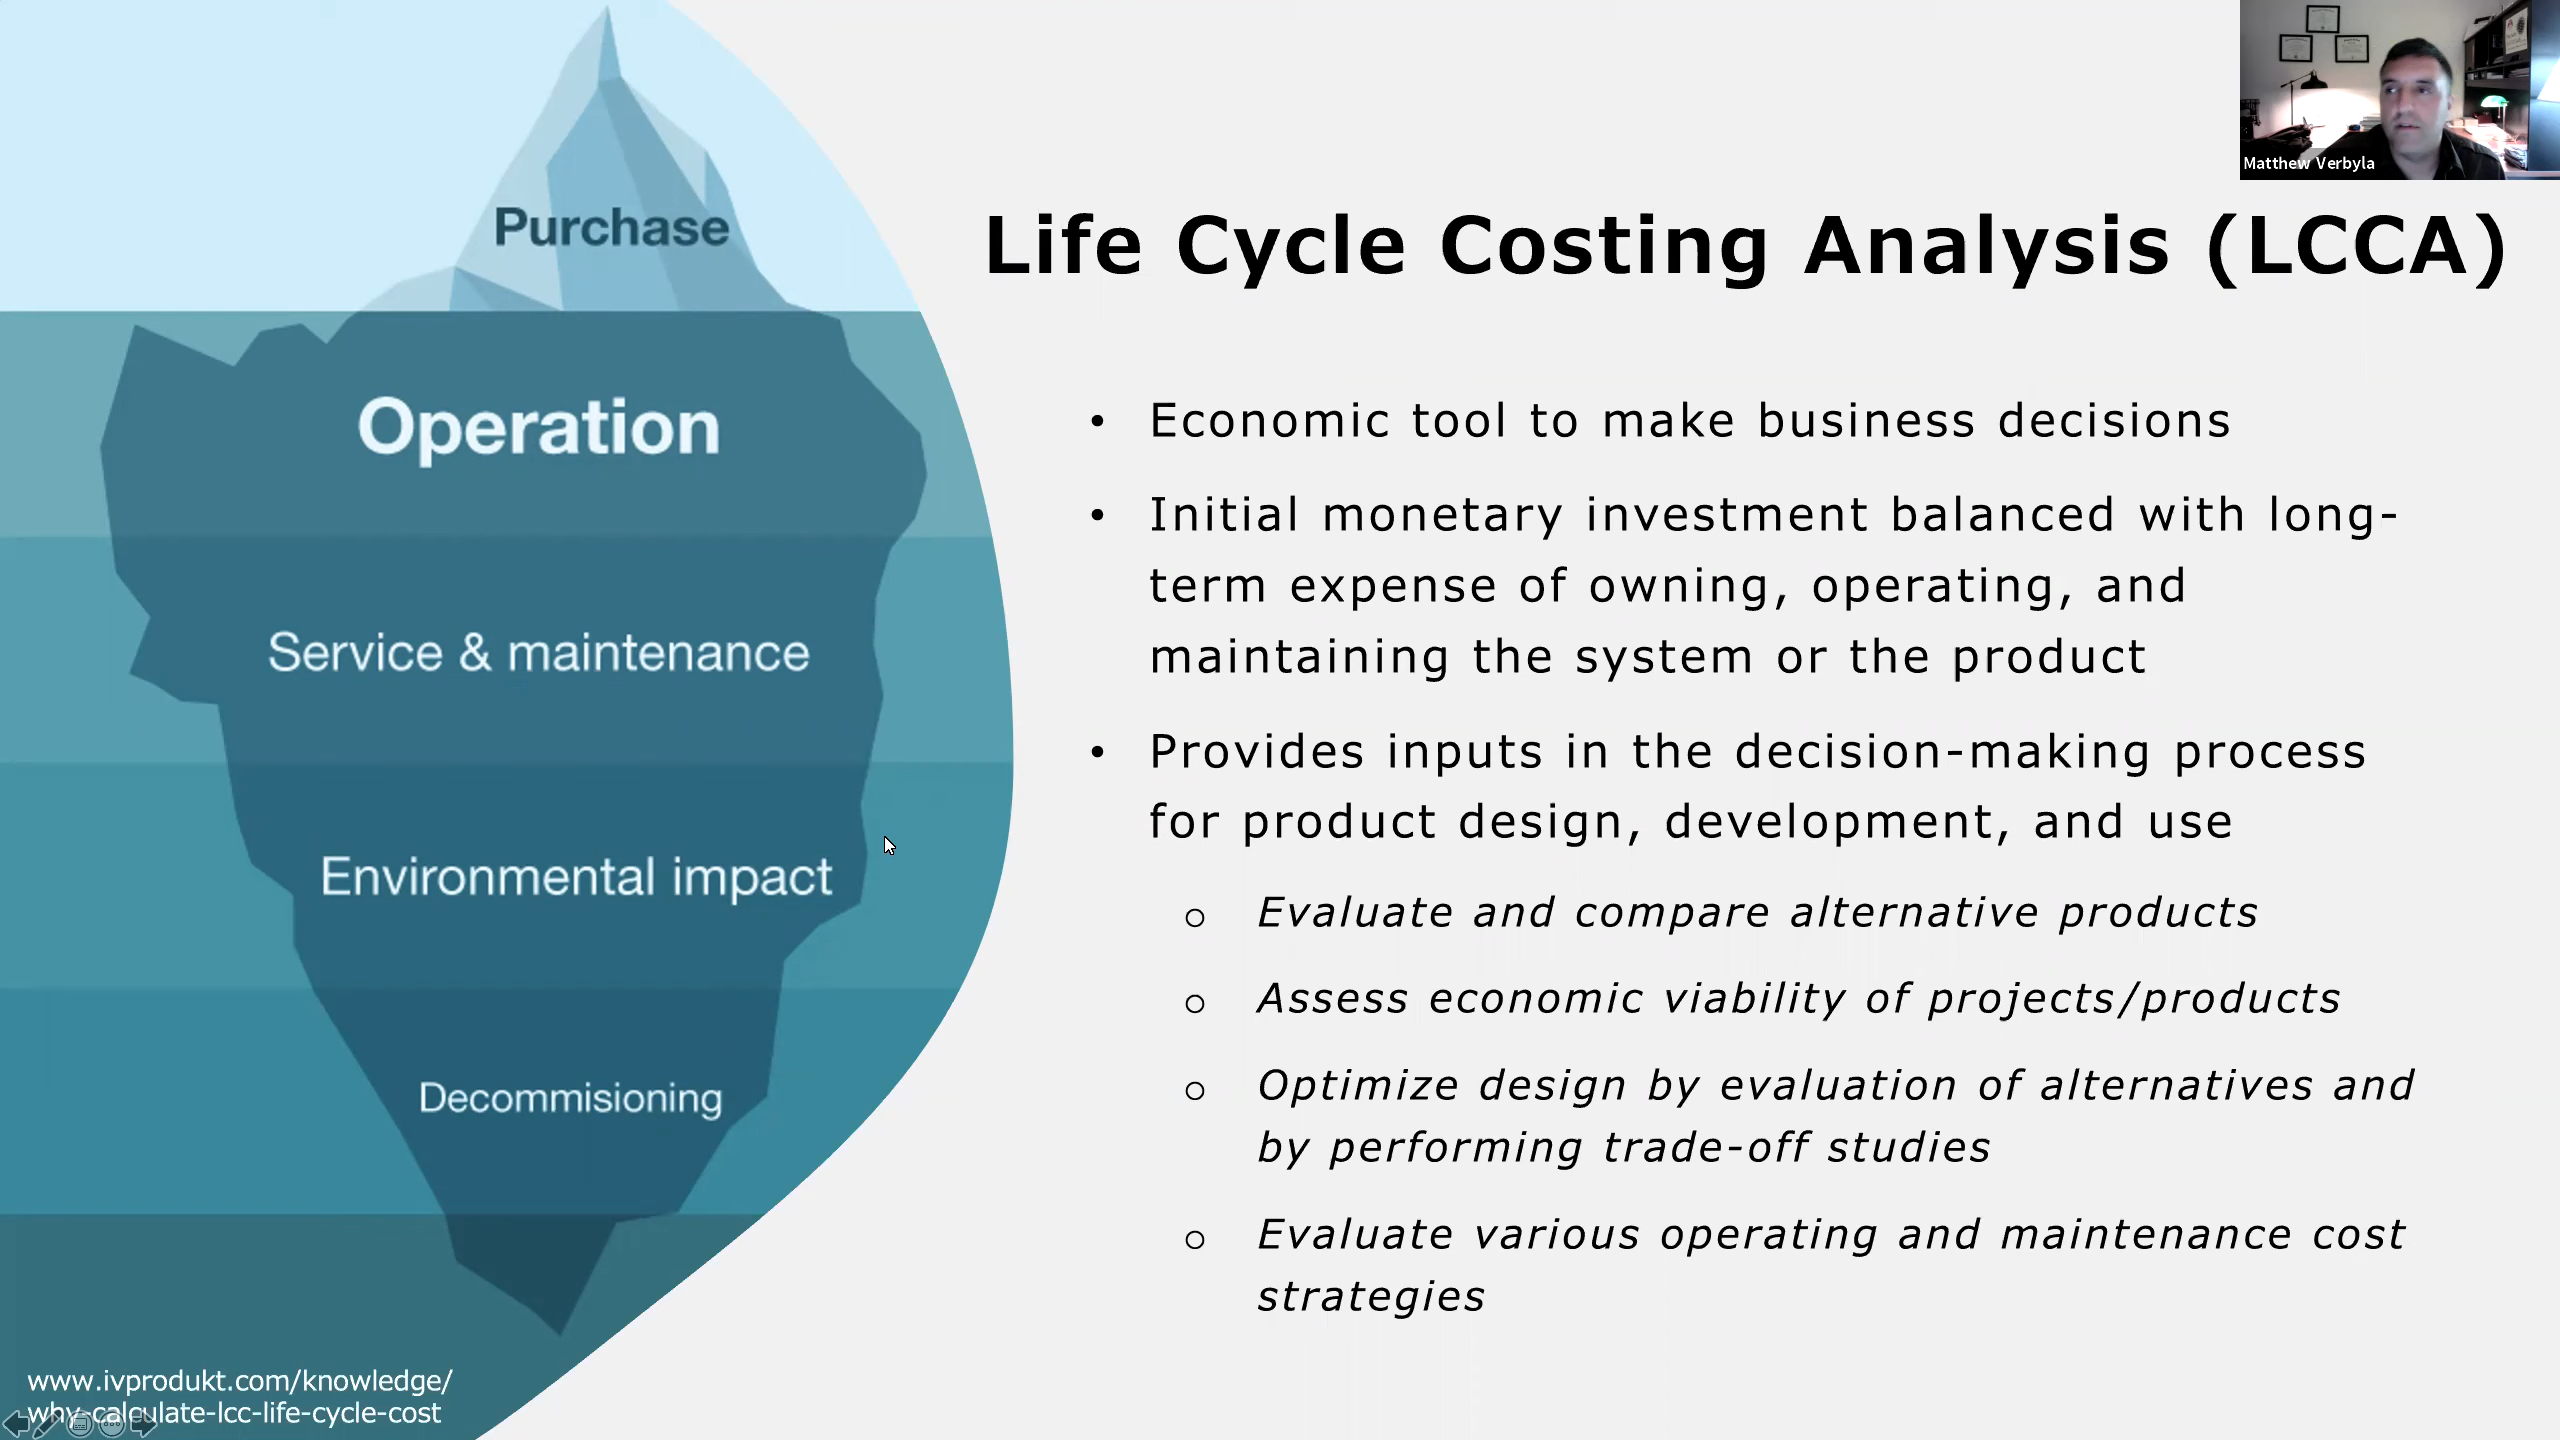 Matthew Verbyla
Life Cycle Costing Analysis (LCCA)
Purchase
Operation
Service & maintenance
Environmental impact
Decommisioning
www.ivprodukt.com/knowledge/
why-calculate-lcc-life-cycle-cost
• Economic tool to make business decisions
• Initial monetary investment balanced with long-
term expense of owning, operating, and
maintaining the system or the product
• Provides inputs in the decision-making process
for product design, development, and use
o Evaluate and compare alternative products
o Assess economic viability of projects/products
o Optimize design by evaluation of alternatives and
by performing trade-off studies
o Evaluate various operating and maintenance cost
strategies